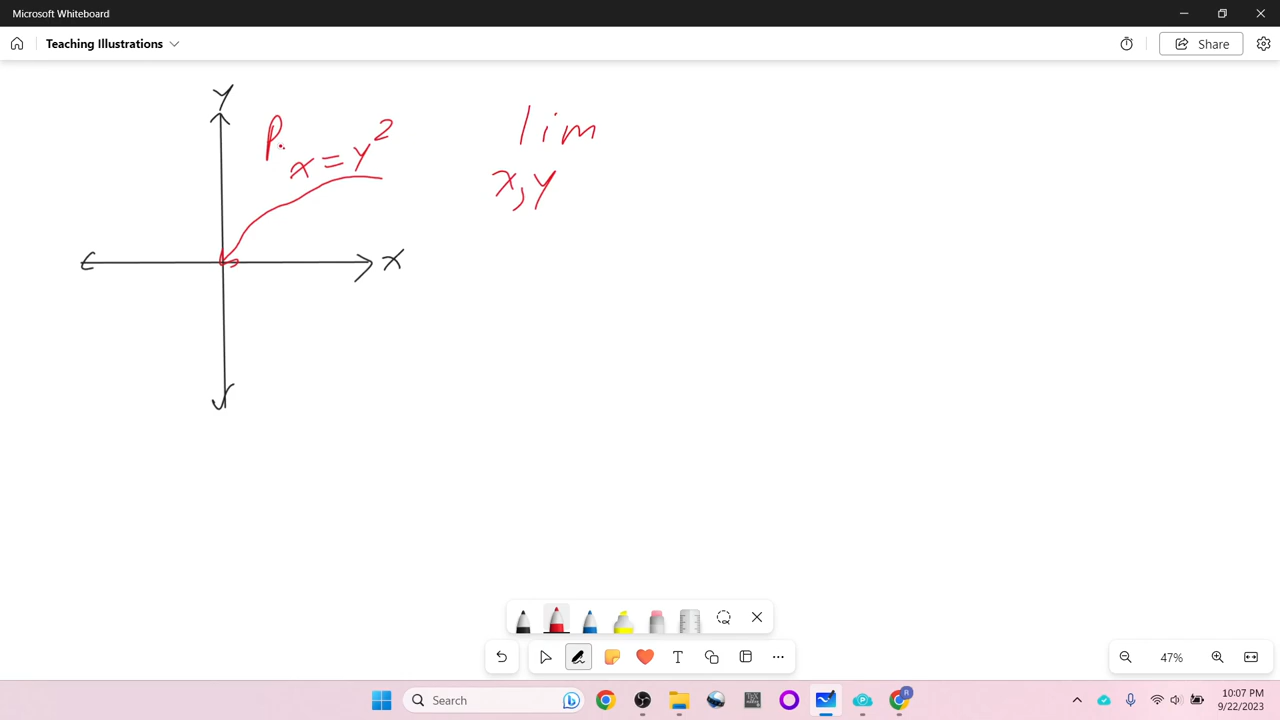 Microsoft Whiteboard
Teaching Illustrations
Share
y
P.
x = y²
x
lim
x, y
T
47%
Search
10:07 PM
9/22/2023